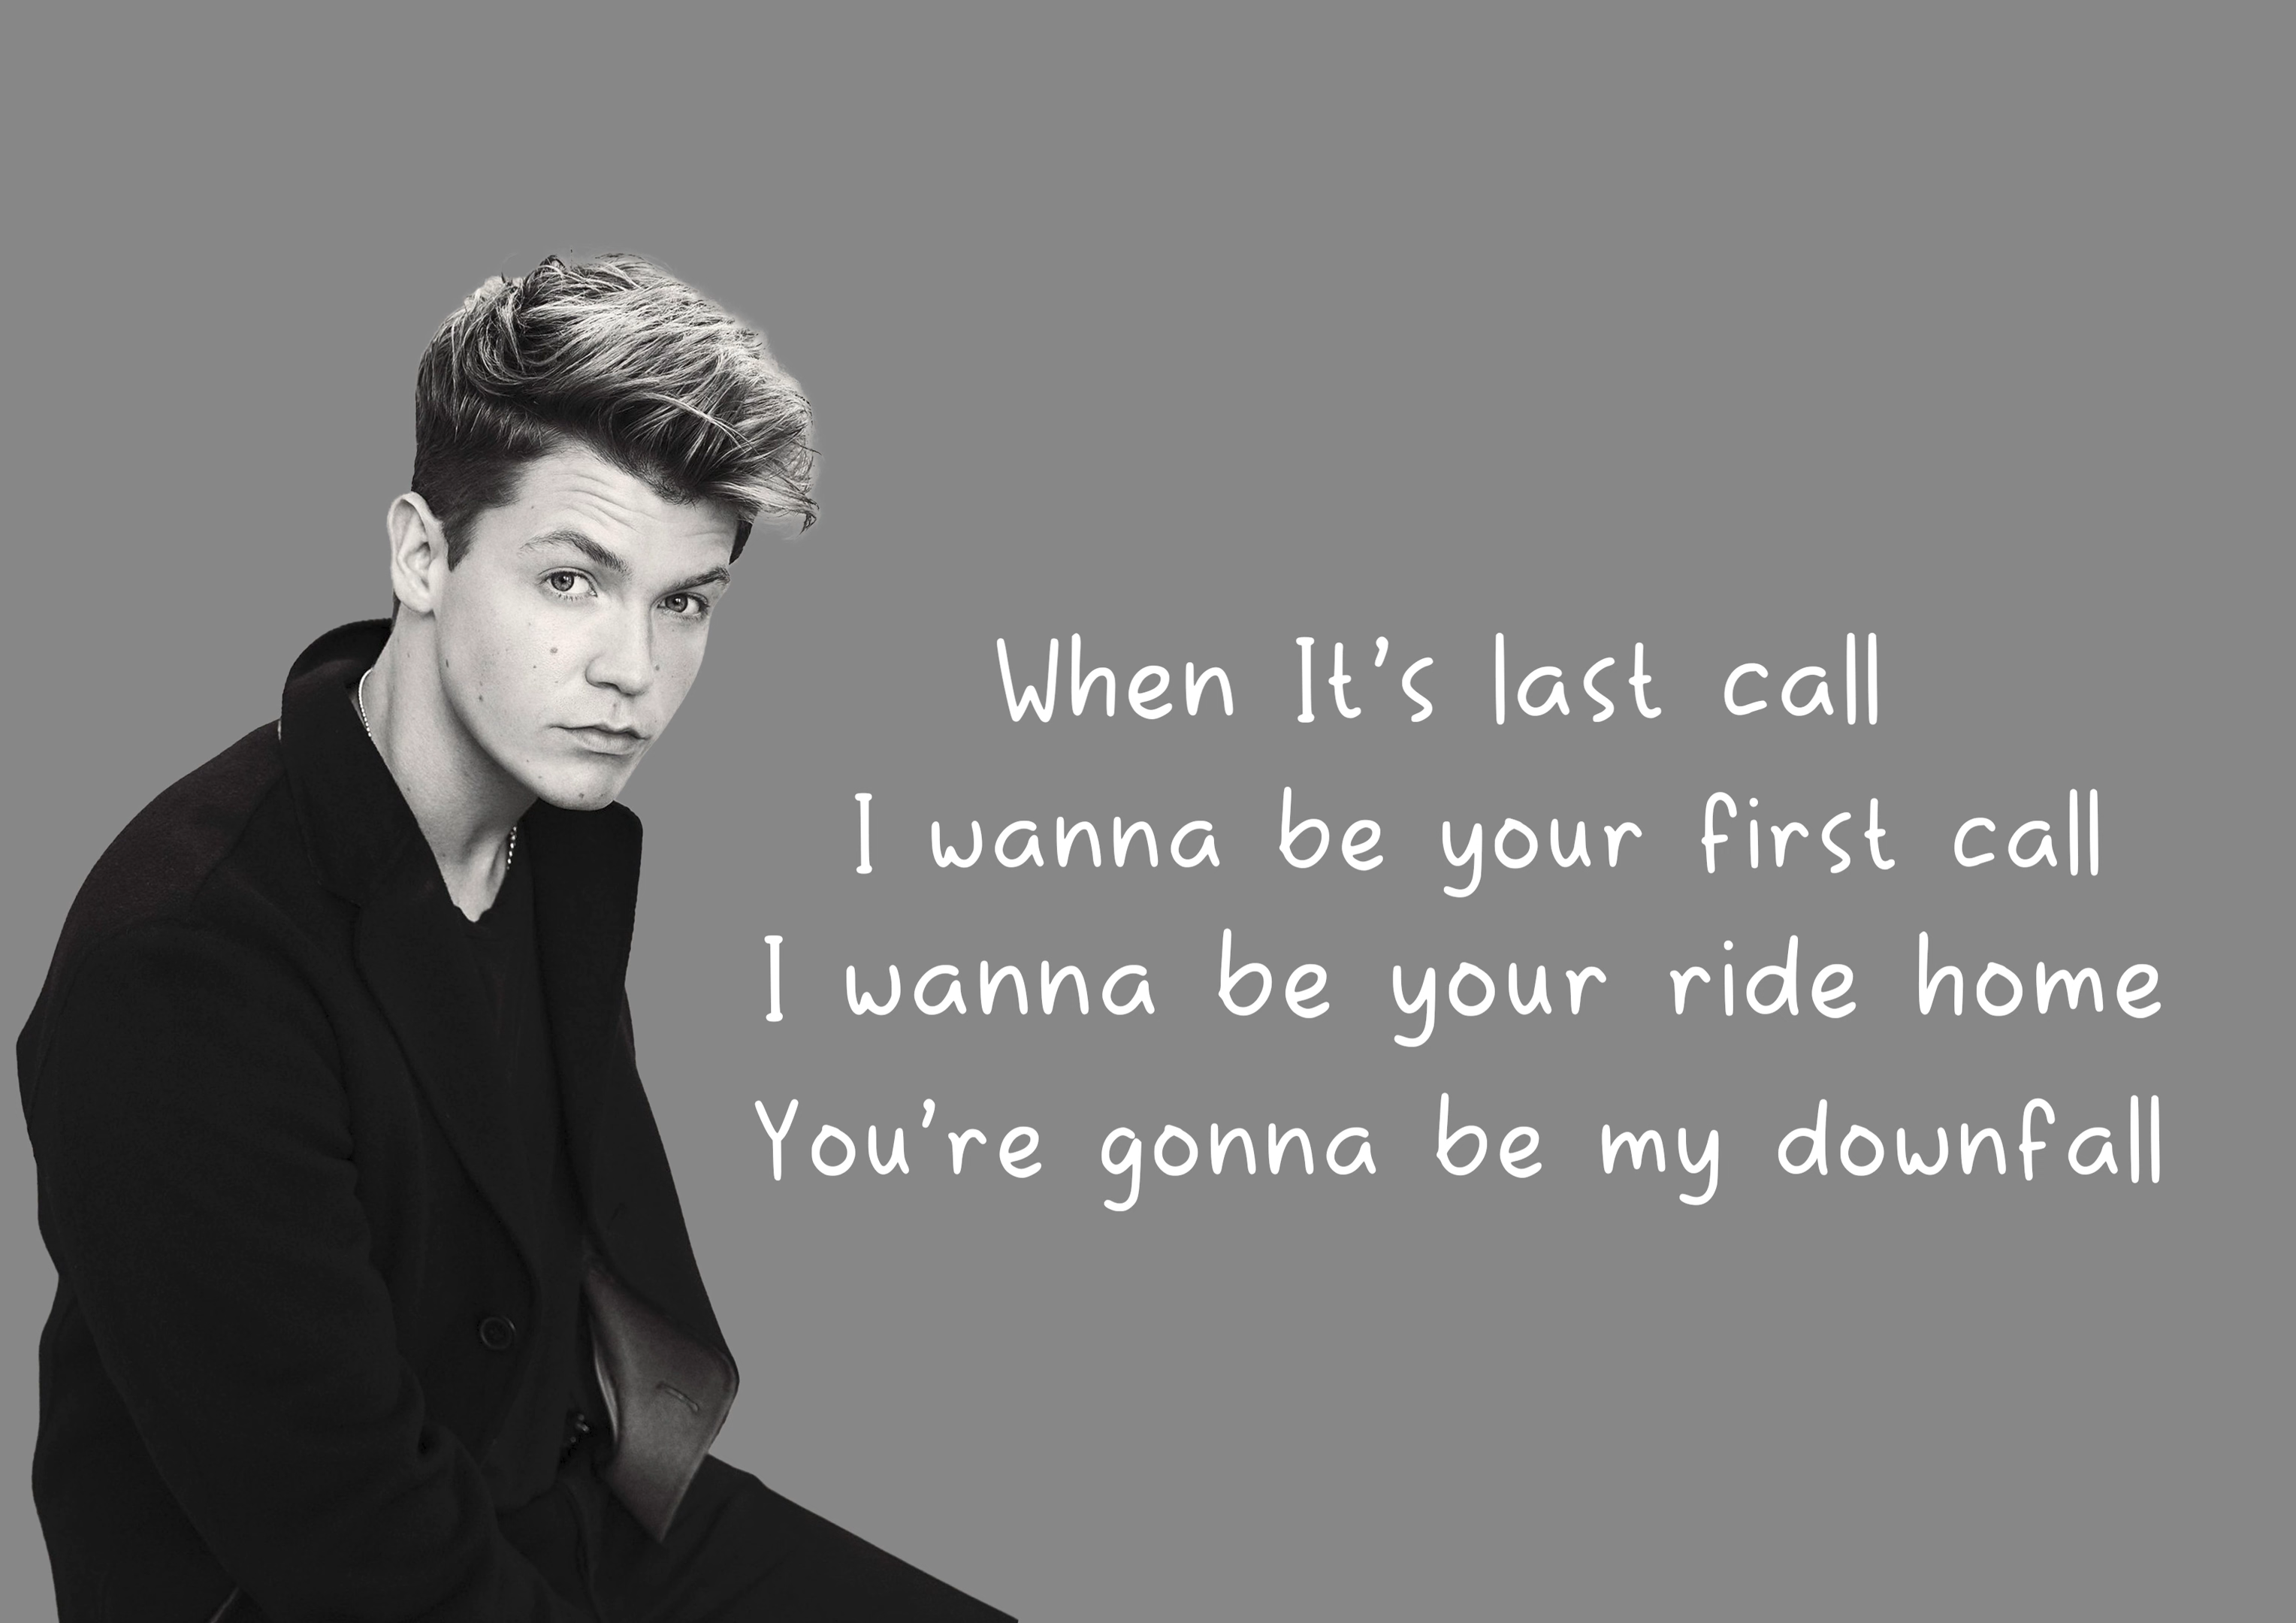 When It's last call
I wanna be your first call
I wanna be your ride home
You're gonna be my downfall